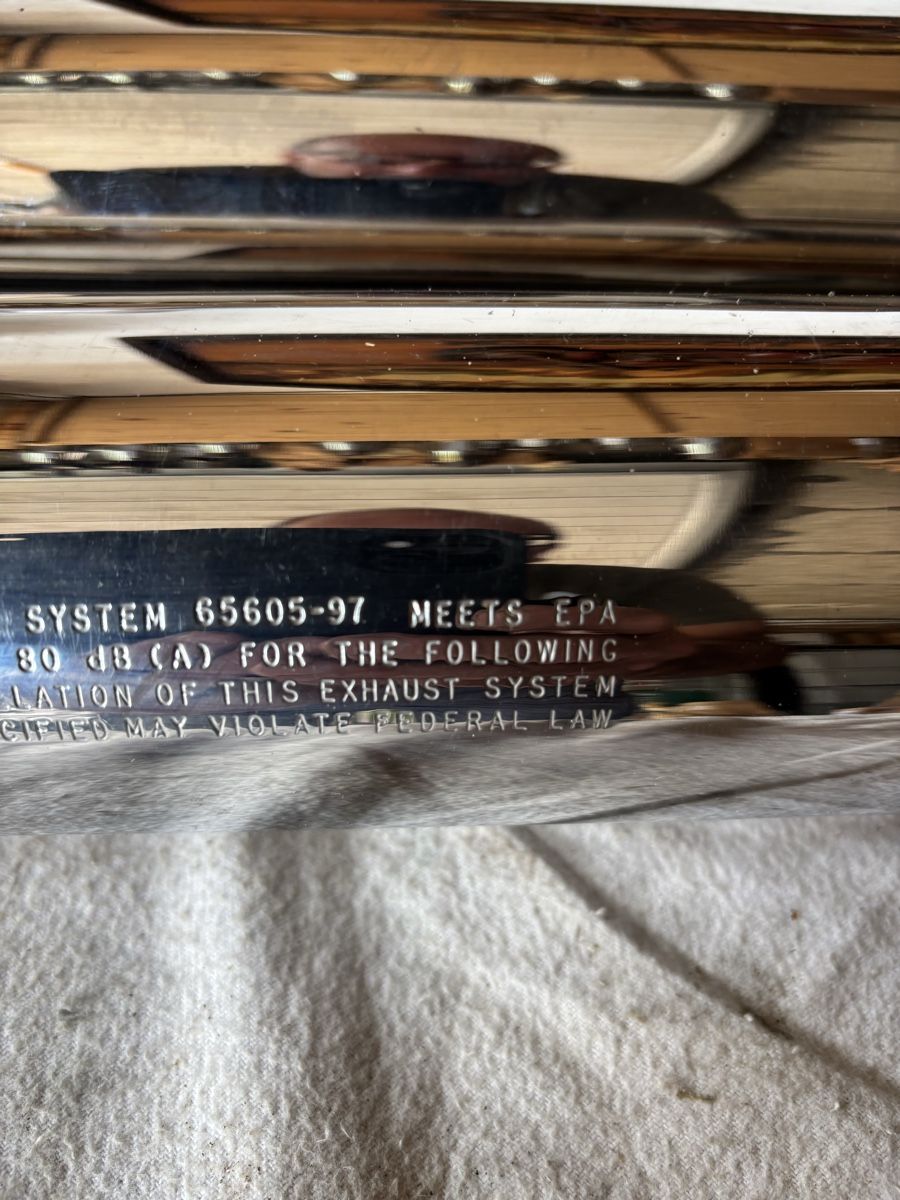 SYSTEM 65605-97 MEETS EPA
80 dB (A) FOR THE FOLLOWING
LATION OF THIS EXHAUST SYSTEM
CIFIED MAY VIOLATE FEDERAL LAW